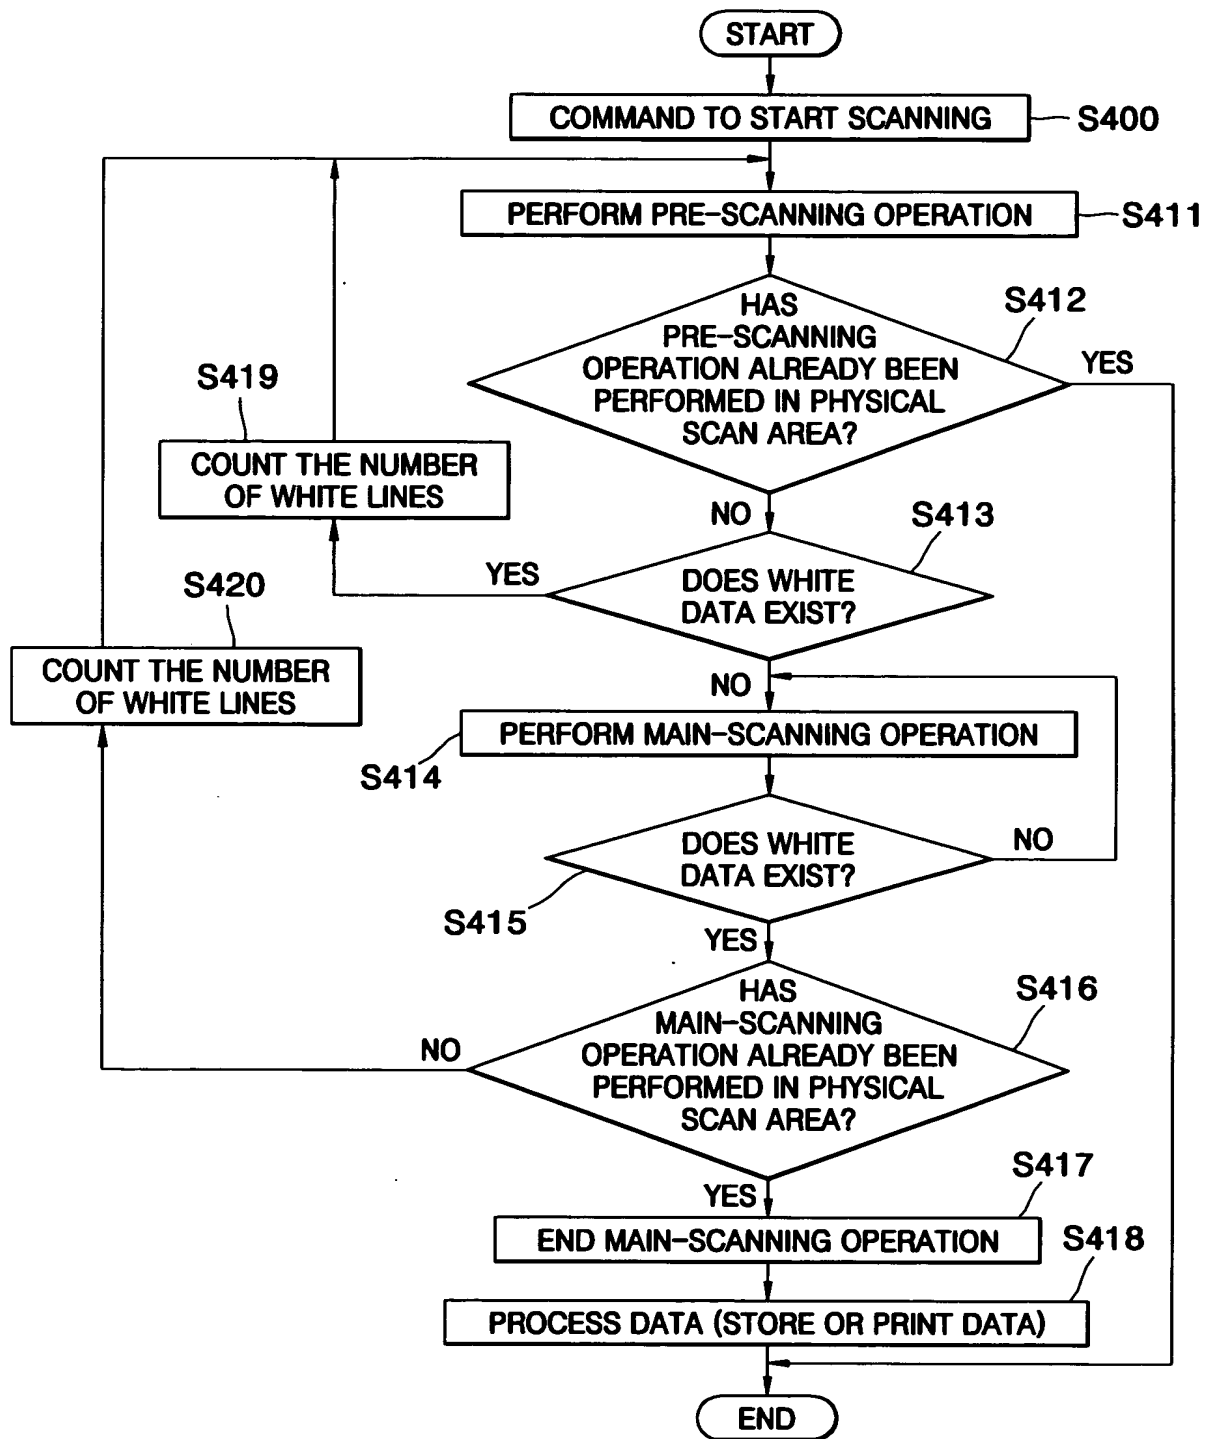 START
COMMAND TO START SCANNING
S400
PERFORM PRE-SCANNING OPERATION
S411
HAS
PRE-SCANNING
OPERATION ALREADY BEEN
PERFORMED IN PHYSICAL
SCAN AREA?
S412
YES
S419
COUNT THE NUMBER
OF WHITE LINES
NO
S413
YES
DOES WHITE
DATA EXIST?
S420
COUNT THE NUMBER
OF WHITE LINES
NO
PERFORM MAIN-SCANNING OPERATION
S414
DOES WHITE
DATA EXIST?
NO
S415
YES
HAS
MAIN-SCANNING
OPERATION ALREADY BEEN
PERFORMED IN PHYSICAL
SCAN AREA?
S416
NO
YES
S417
END MAIN-SCANNING OPERATION
S418
PROCESS DATA (STORE OR PRINT DATA)
END